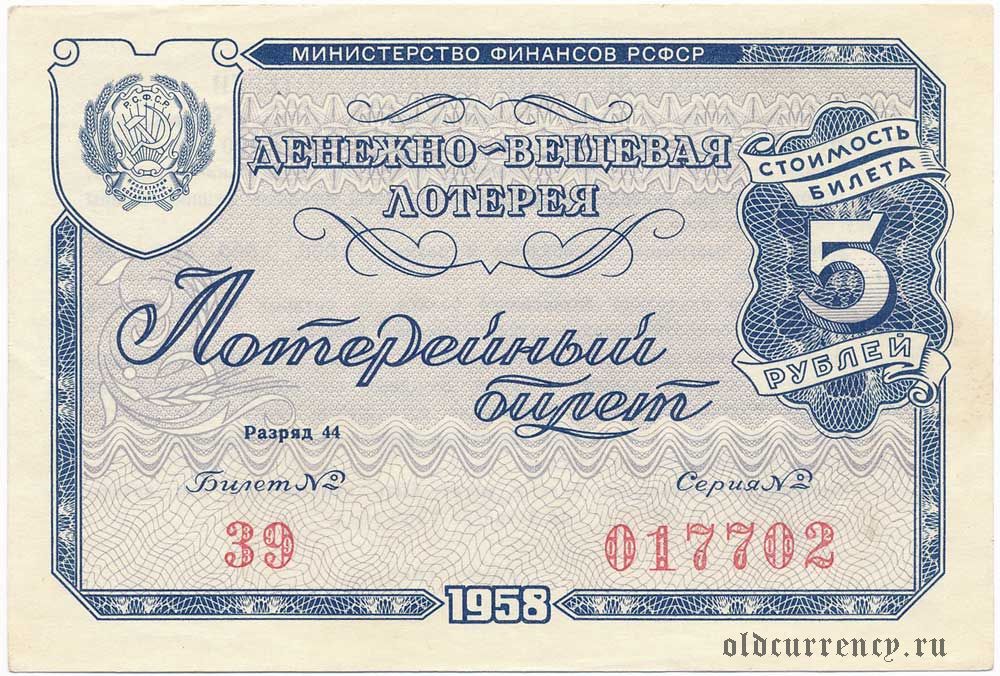 МИНИСТЕРСТВО ФИНАНСОВ РСФСР
Р.С.Ф.С.Р.
ДЕНЕЖНО-ВЕЩЕВАЯ
ЛОТЕРЕЯ
СТОИМОСТЬ
БИЛЕТА
5
РУБЛЕЙ
Лотерейный
билет
Разряд 44
Билет № Серия №
39 017702
1958
oldcurrency.ru